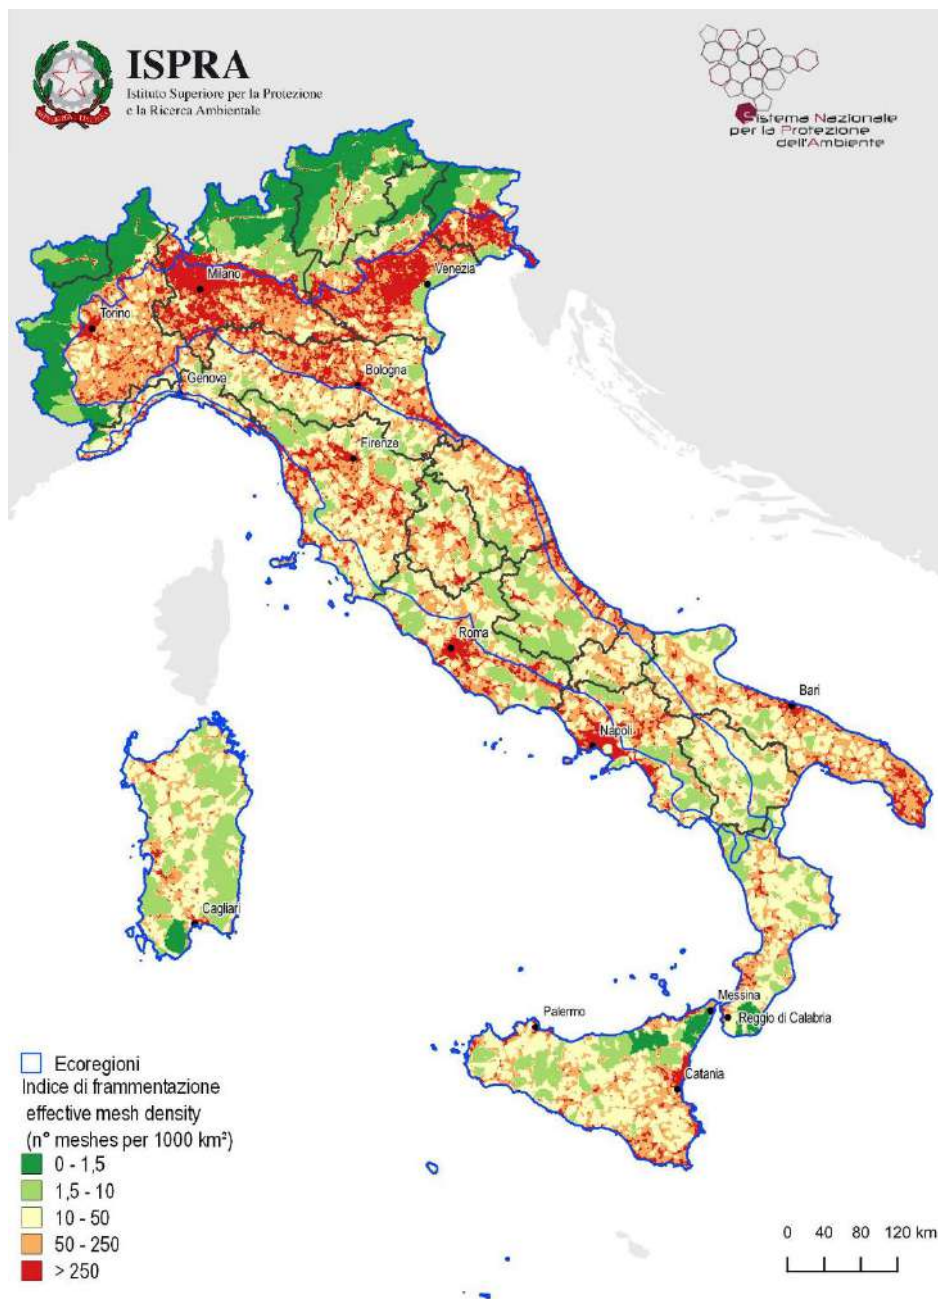 ISPRA
Istituto Superiore per la Protezione
e la Ricerca Ambientale
Sistema Nazionale
per la Protezione
dell'Ambiente
Milano
Venezia
Torino
Genova
Bologna
Firenze
Roma
Napoli
Bari
Cagliari
Messina
Palermo
Reggio di Calabria
Catania
Ecoregioni
Indice di frammentazione
effective mesh density
(n° meshes per 1000 km²)
0 - 1,5
1,5 - 10
10 - 50
50 - 250
> 250
0 40 80 120 km